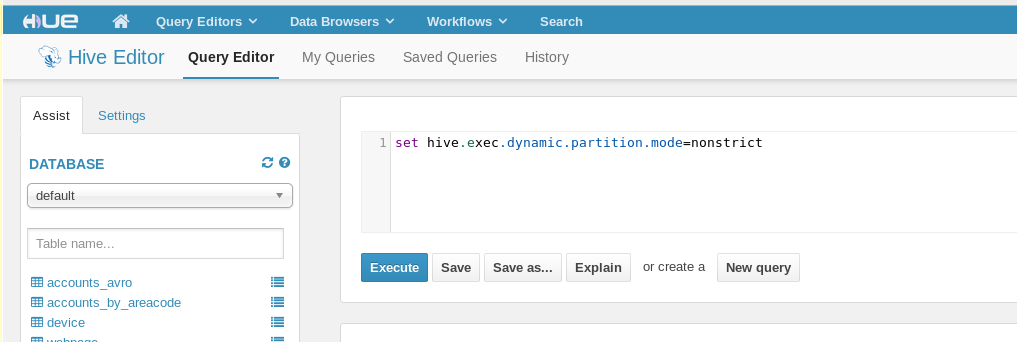 HUE Query Editors Data Browsers Workflows Search
Hive Editor Query Editor My Queries Saved Queries History
Assist Settings
DATABASE
default
Table name...
accounts_avro
accounts_by_areacode
device
webpage
1 set hive.exec.dynamic.partition.mode=nonstrict
Execute Save Save as... Explain or create a New query